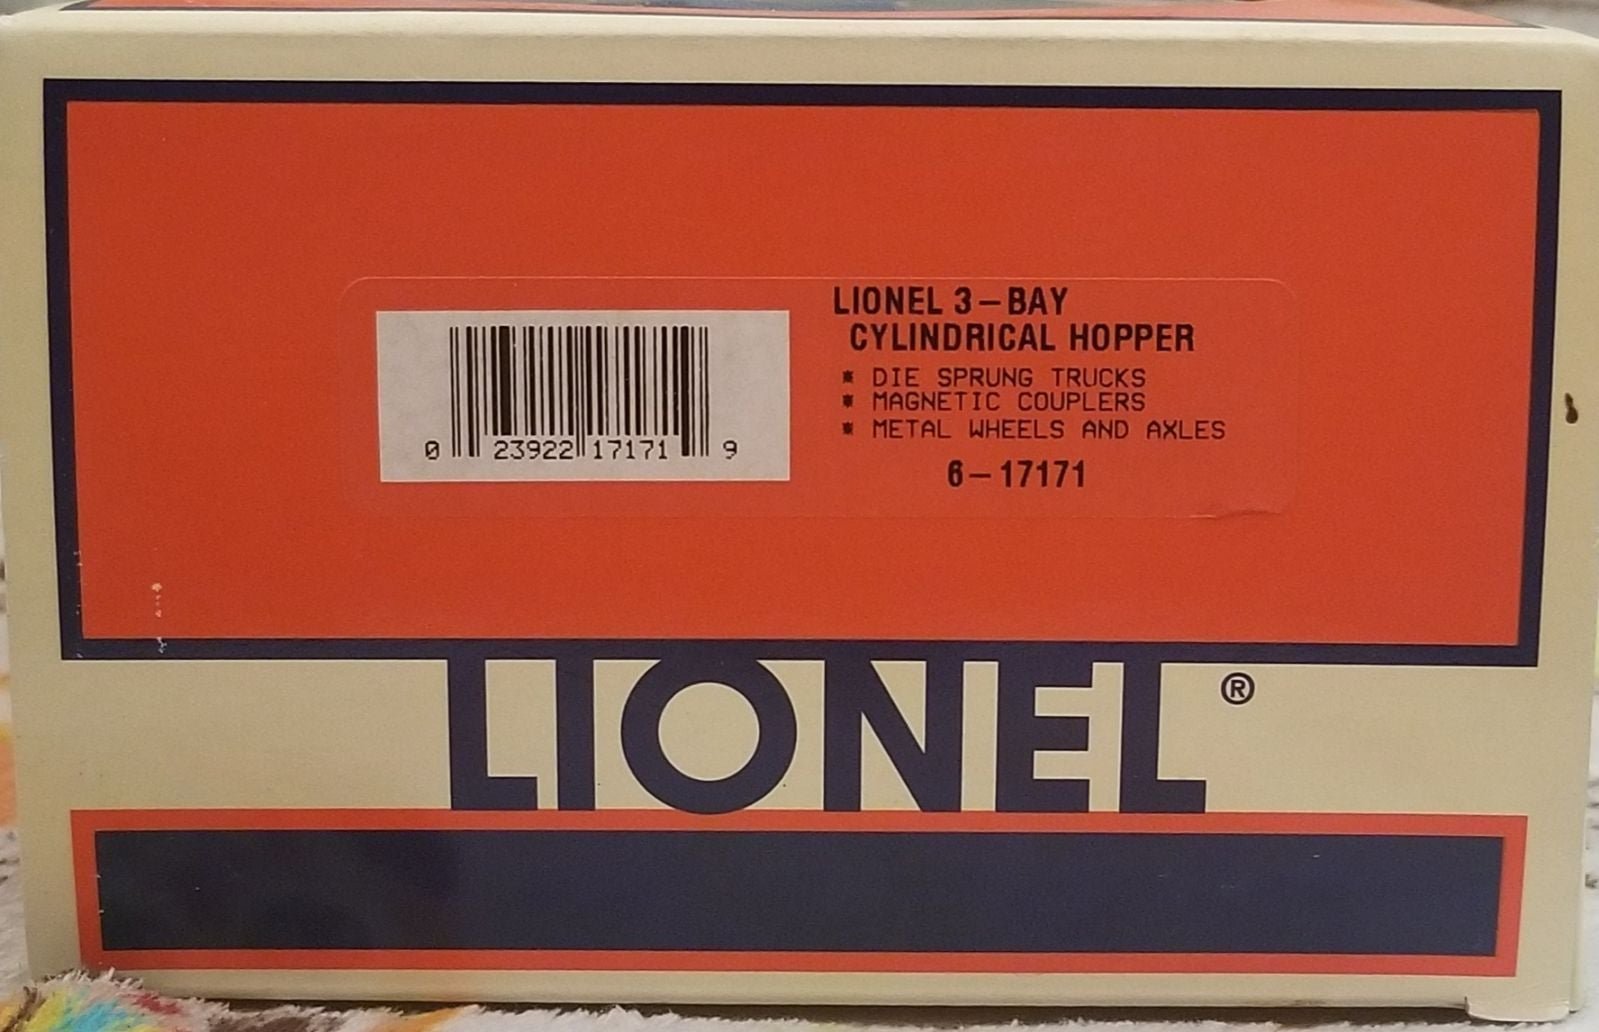 LIONEL 3-BAY
CYLINDRICAL HOPPER
* DIE SPRUNG TRUCKS
* MAGNETIC COUPLERS
* METAL WHEELS AND AXLES
6-17171
0 23922 17171 9
LIONEL®